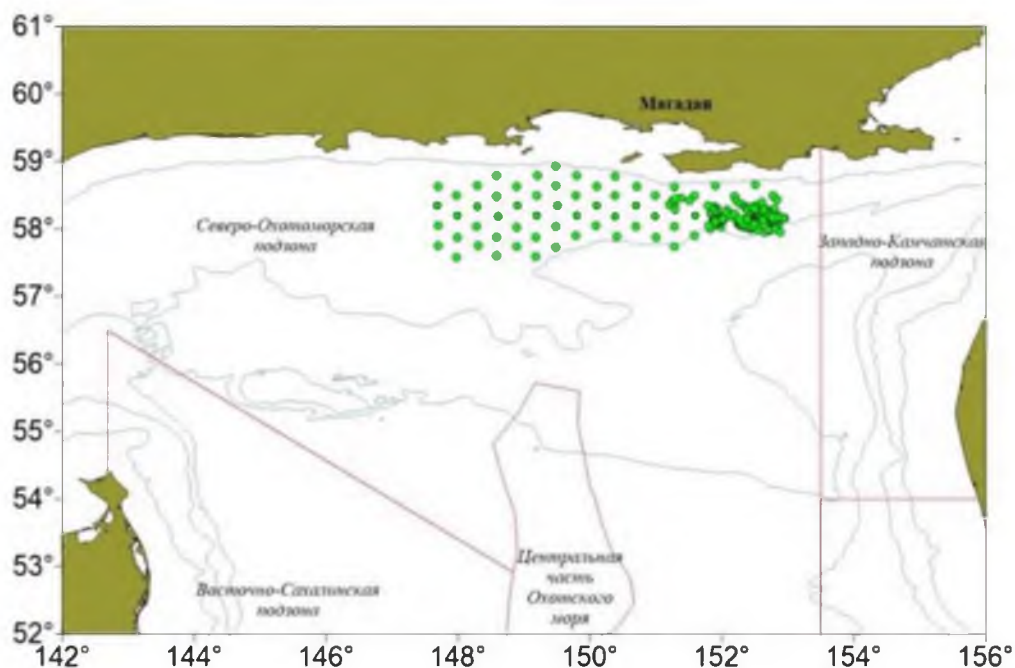 61°
60°
59°
58°
57°
56°
55°
54°
53°
52°
Магадан
Северо-Охотоморская
подзона
Западно-Камчатская
подзона
Центральная
часть
Охотского
моря
Восточно-Сахалинская
подзона
142° 144° 146° 148° 150° 152° 154° 156°